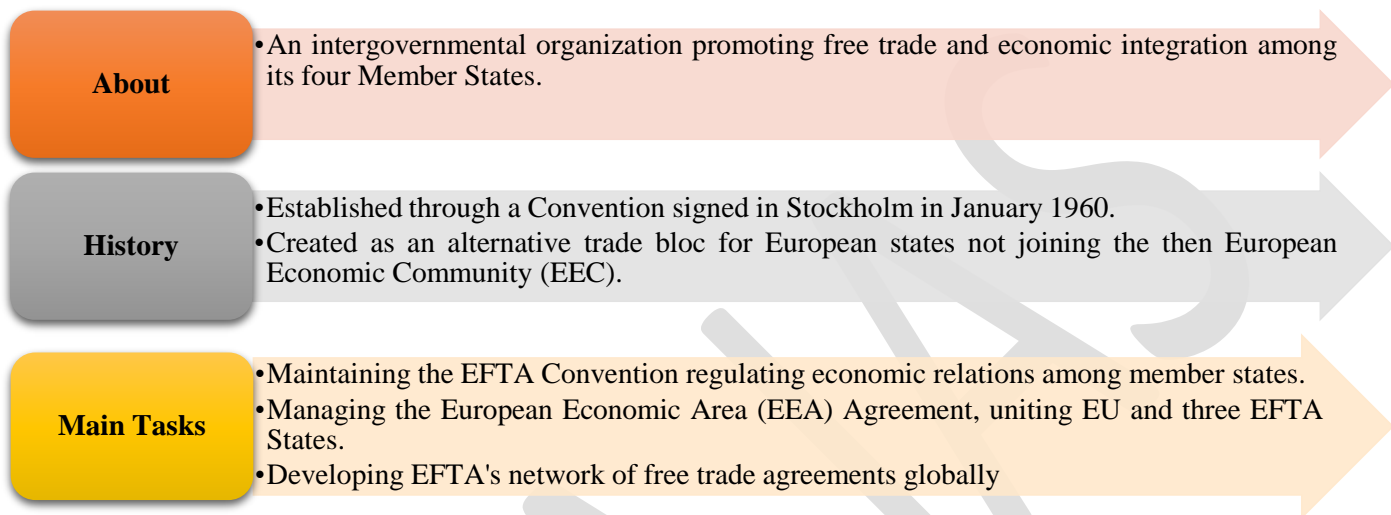 About
•An intergovernmental organization promoting free trade and economic integration among
its four Member States.
History
•Established through a Convention signed in Stockholm in January 1960.
•Created as an alternative trade bloc for European states not joining the then European
Economic Community (EEC).
Main Tasks
•Maintaining the EFTA Convention regulating economic relations among member states.
•Managing the European Economic Area (EEA) Agreement, uniting EU and three EFTA
States.
•Developing EFTA's network of free trade agreements globally